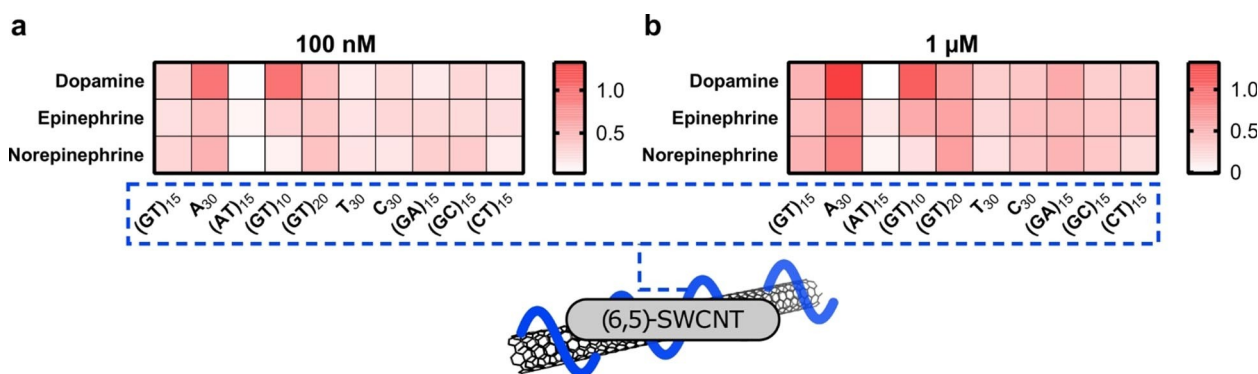 a
b
100 nM
1 µM
Dopamine
Epinephrine
Norepinephrine
1.0
0.5
Dopamine
Epinephrine
Norepinephrine
1.0
0.5
0
(GT)15
A30
(AT)15
(GT)10
(GT)20
T30
C30
(GA)15
(GC)15
(CT)15
(GT)15
A30
(AT)15
(GT)10
(GT)20
T30
C30
(GA)15
(GC)15
(CT)15
(6,5)-SWCNT